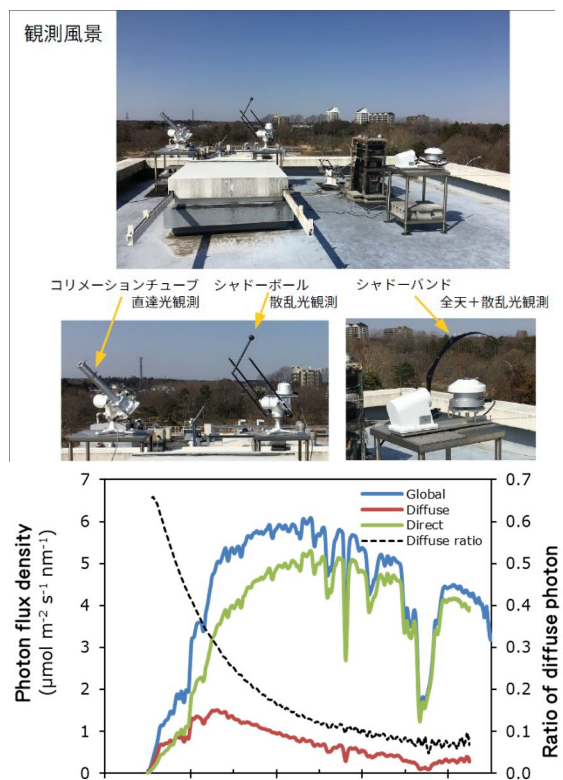 観測風景
コリメーションチューブ
直達光観測
シャドーボール
散乱光観測
シャドーバンド
全天+散乱光観測
7
6
5
4
3
2
1
0
Photon flux density
(μmol m⁻² s⁻¹ nm⁻¹)
Global
Diffuse
Direct
Diffuse ratio
0.7
0.6
0.5
0.4
0.3
0.2
0.1
0.0
Ratio of diffuse photon